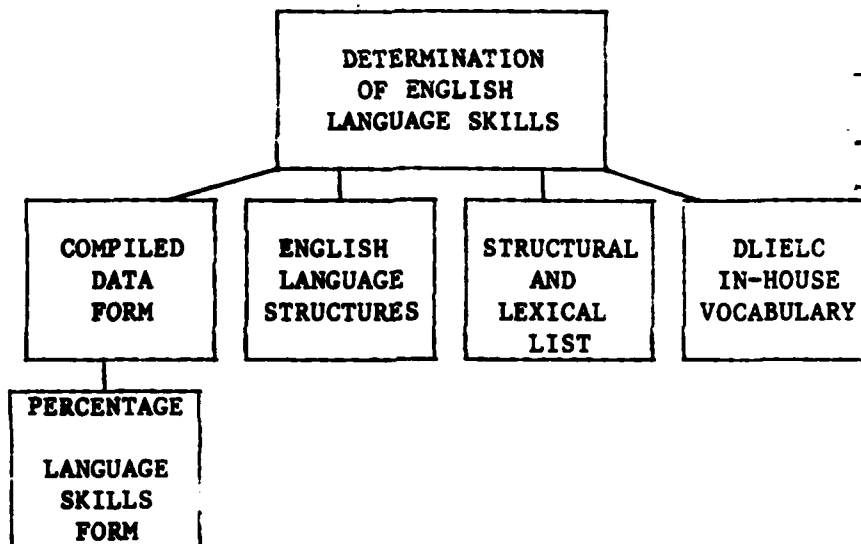 DETERMINATION
OF ENGLISH
LANGUAGE SKILLS
COMPILED
DATA
FORM
ENGLISH
LANGUAGE
STRUCTURES
STRUCTURAL
AND
LEXICAL
LIST
DLIELC
IN-HOUSE
VOCABULARY
PERCENTAGE
LANGUAGE
SKILLS
FORM